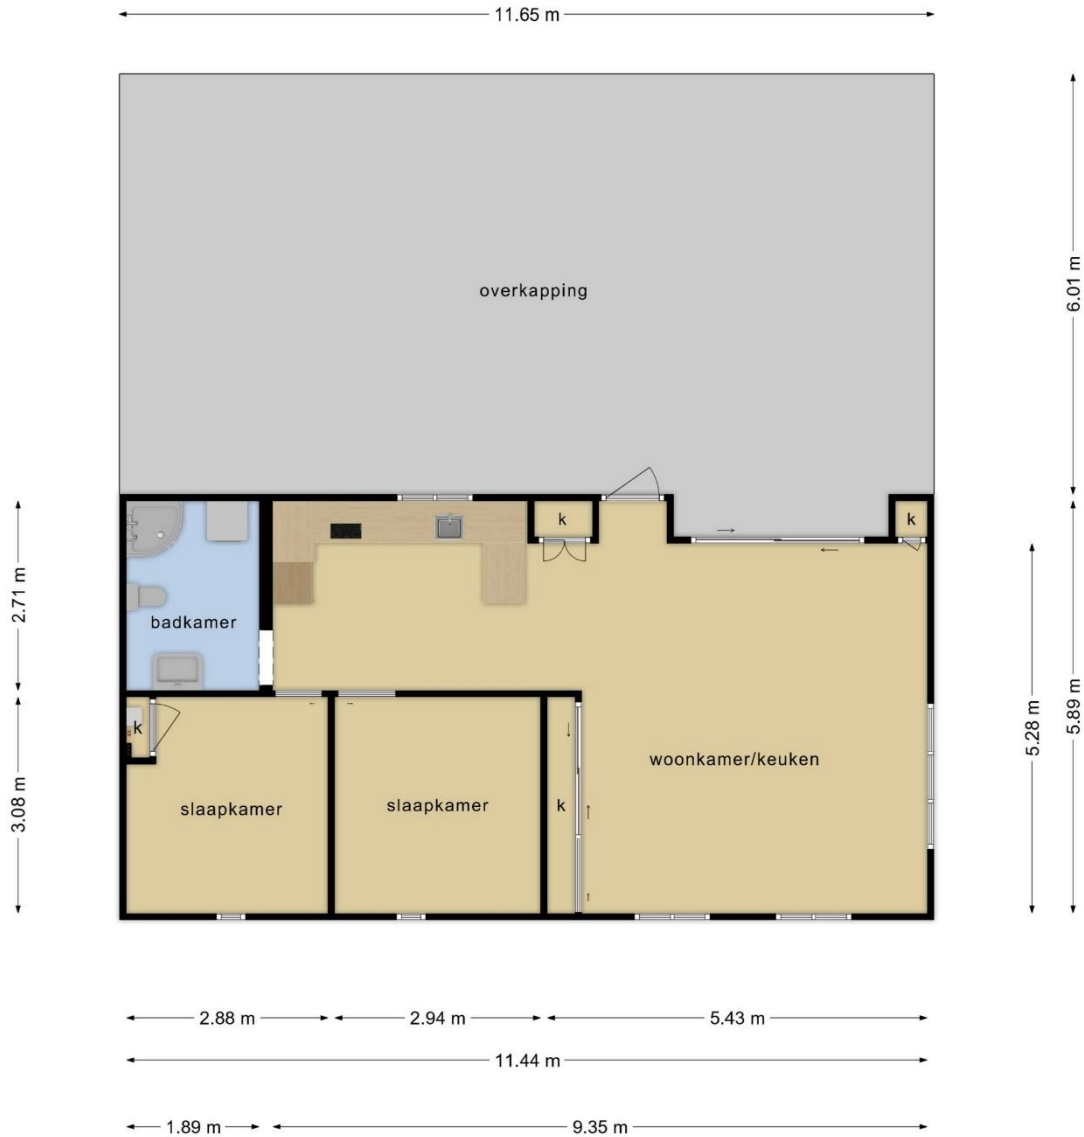 11.65 m
6.01 m
overkapping
k
k
2.71 m
badkamer
5.28 m
5.89 m
k
woonkamer/keuken
3.08 m
slaapkamer
slaapkamer
k
2.88 m
2.94 m
5.43 m
11.44 m
1.89 m
9.35 m